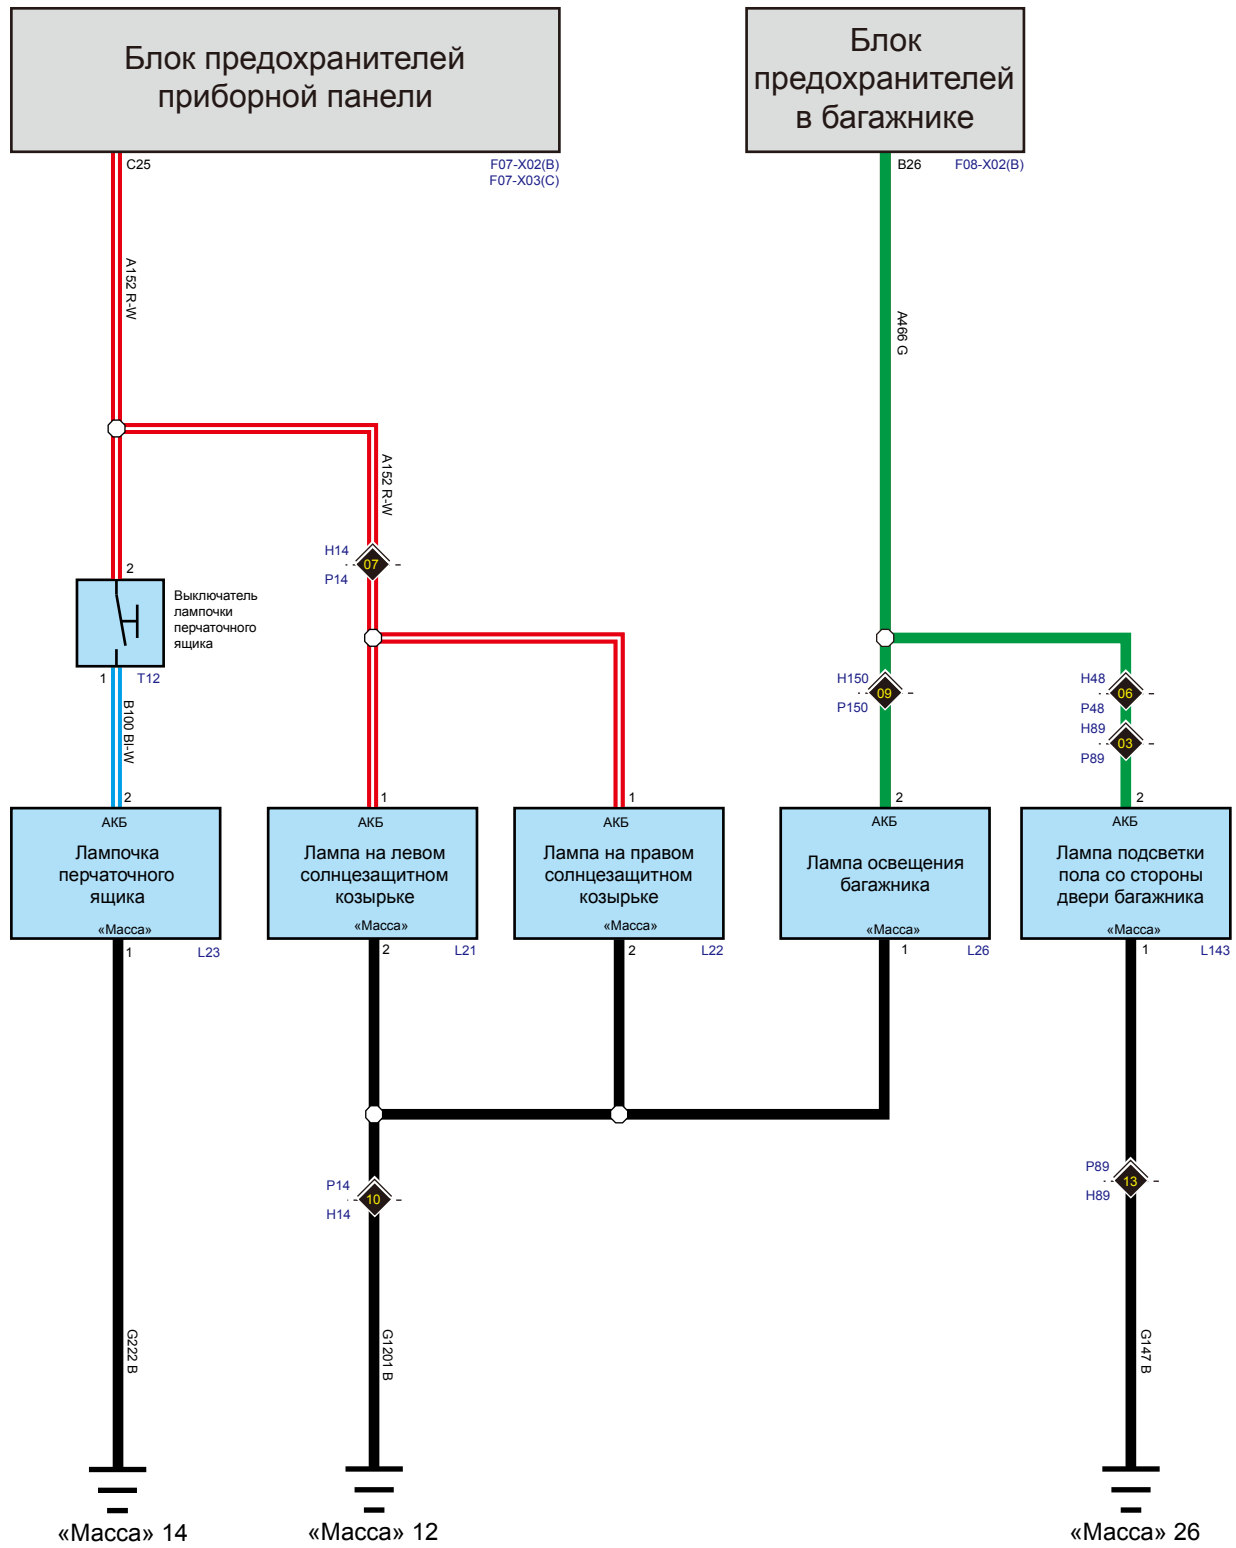 Блок предохранителей
приборной панели
Блок
предохранителей
в багажнике
C25
F07-X02(B)
F07-X03(C)
B26
F08-X02(B)
A152 R-W
A466 G
A152 R-W
H14
07
P14
2
Выключатель
лампочки
перчаточного
ящика
1
T12
B100 Bl-W
H150
09
P150
H48
06
P48
H89
03
P89
2
АКБ
Лампочка
перчаточного
ящика
«Масса»
1
L23
1
АКБ
Лампа на левом
солнцезащитном
козырьке
«Масса»
2
L21
1
АКБ
Лампа на правом
солнцезащитном
козырьке
«Масса»
2
L22
2
АКБ
Лампа освещения
багажника
«Масса»
1
L26
2
АКБ
Лампа подсветки
пола со стороны
двери багажника
«Масса»
1
L143
P14
10
H14
P89
13
H89
G222 B
G1201 B
G147 B
«Масса» 14
«Масса» 12
«Масса» 26